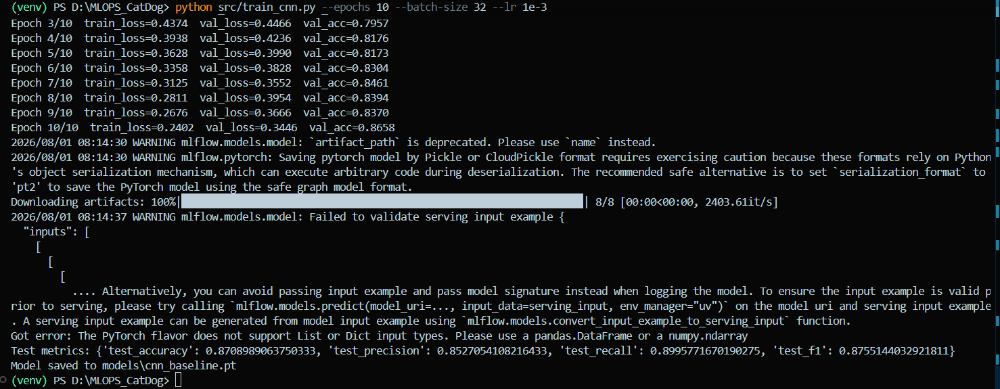 (venv) PS D:\MLOPS_CatDog> python src/train_cnn.py --epochs 10 --batch-size 32 --lr 1e-3
Epoch 3/10  train_loss=0.4374  val_loss=0.4466  val_acc=0.7957
Epoch 4/10  train_loss=0.3938  val_loss=0.4236  val_acc=0.8176
Epoch 5/10  train_loss=0.3628  val_loss=0.3990  val_acc=0.8173
Epoch 6/10  train_loss=0.3358  val_loss=0.3828  val_acc=0.8304
Epoch 7/10  train_loss=0.3125  val_loss=0.3552  val_acc=0.8461
Epoch 8/10  train_loss=0.2811  val_loss=0.3954  val_acc=0.8394
Epoch 9/10  train_loss=0.2676  val_loss=0.3666  val_acc=0.8370
Epoch 10/10  train_loss=0.2402  val_loss=0.3446  val_acc=0.8658
2026/08/01 08:14:30 WARNING mlflow.models.model: `artifact_path` is deprecated. Please use `name` instead.
2026/08/01 08:14:30 WARNING mlflow.pytorch: Saving pytorch model by Pickle or CloudPickle format requires exercising caution because these formats rely on Python
's object serialization mechanism, which can execute arbitrary code during deserialization. The recommended safe alternative is to set `serialization_format` to
'pt2' to save the PyTorch model using the safe graph model format.
Downloading artifacts: 100%|██████████| 8/8 [00:00<00:00, 2403.61it/s]
2026/08/01 08:14:37 WARNING mlflow.models.model: Failed to validate serving input example {
  "inputs": [
    [
      [
        [
          .... Alternatively, you can avoid passing input example and pass model signature instead when logging the model. To ensure the input example is valid p
rior to serving, please try calling `mlflow.models.predict(model_uri=..., input_data=serving_input, env_manager="uv")` on the model uri and serving input example
. A serving input example can be generated from model input example using `mlflow.models.convert_input_example_to_serving_input` function.
Got error: The PyTorch flavor does not support List or Dict input types. Please use a pandas.DataFrame or a numpy.ndarray
Test metrics: {'test_accuracy': 0.8708989063750333, 'test_precision': 0.8527054108216433, 'test_recall': 0.8995771670190275, 'test_f1': 0.8755144032921811}
Model saved to models\cnn_baseline.pt
(venv) PS D:\MLOPS_CatDog>